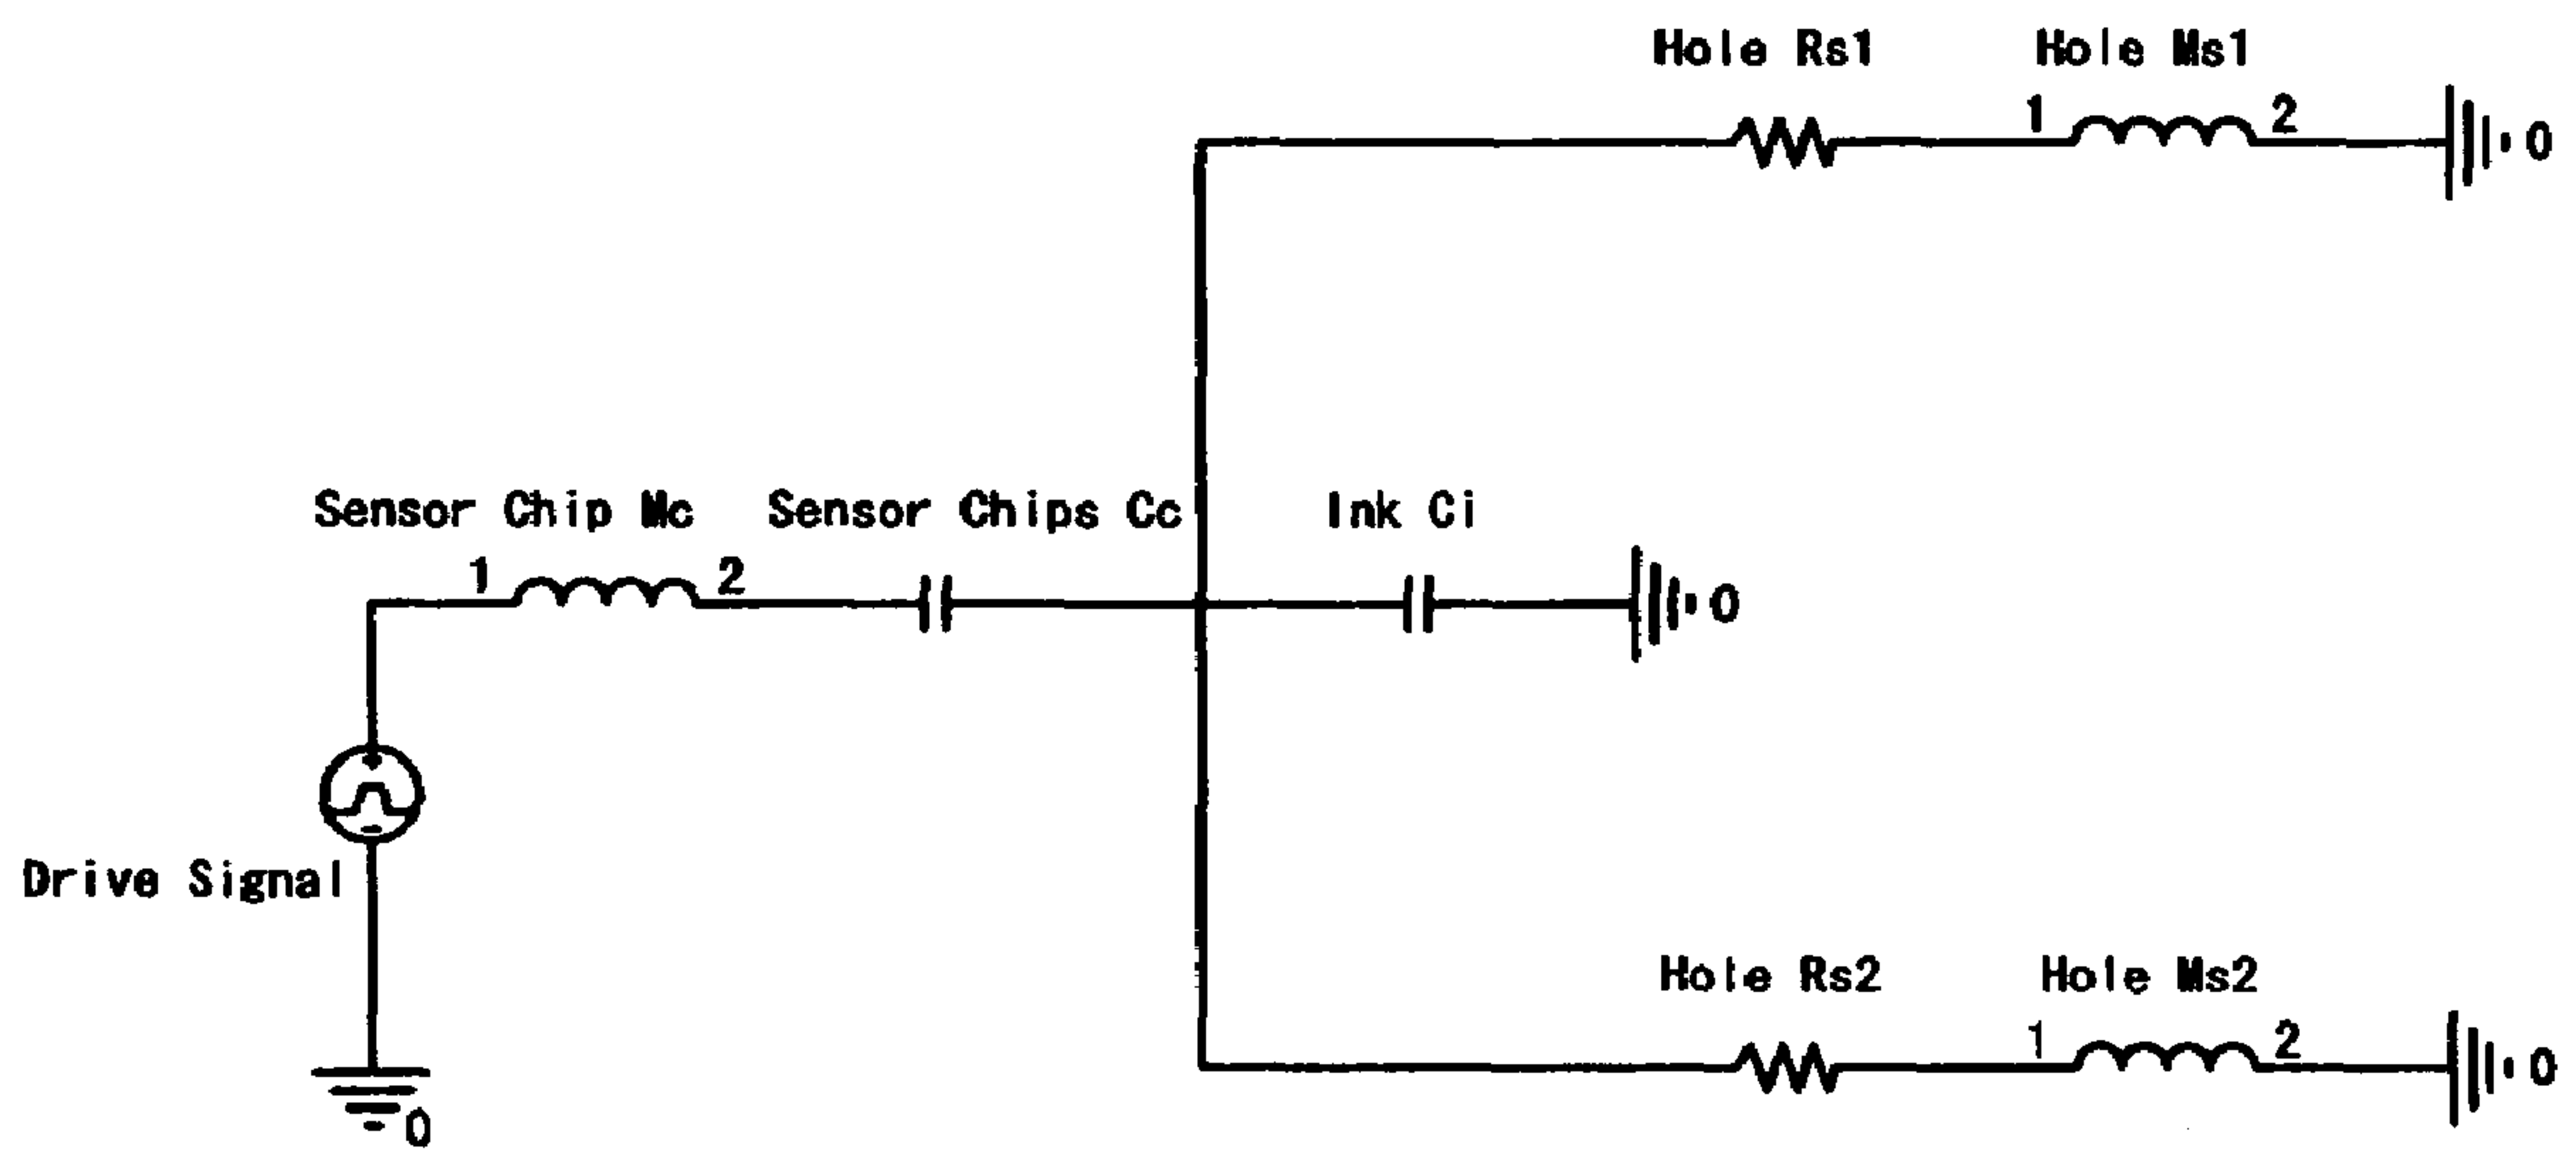 Hole Rs1 Hole Ms1
1 2
0
Sensor Chip Mc Sensor Chips Cc Ink Ci
1 2
0
Drive Signal
0
Hole Rs2 Hole Ms2
1 2
0